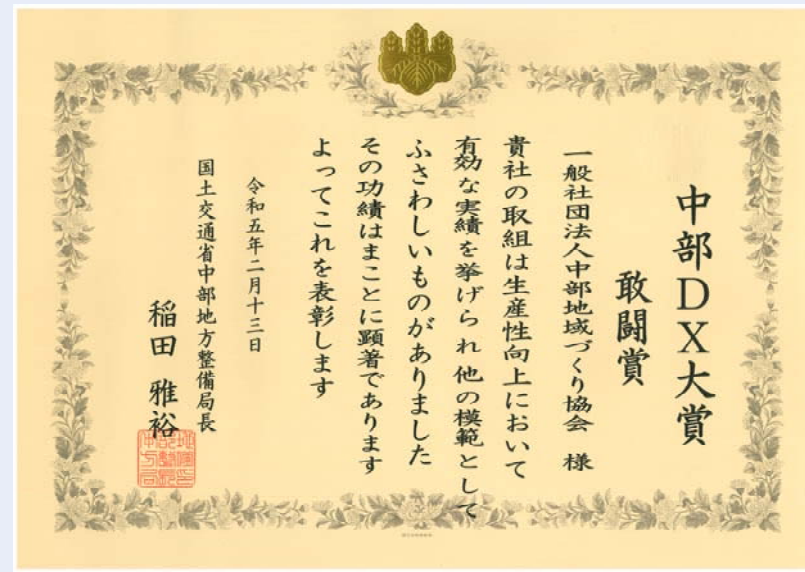 中部DX大賞
敢闘賞
一般社団法人中部地域づくり協会 様
貴社の取組は生産性向上において
有効な実績を挙げられ他の模範として
ふさわしいものがありました
その功績はまことに顕著であります
よってこれを表彰します
令和五年二月十三日
国土交通省中部地方整備局長
稲田 雅裕